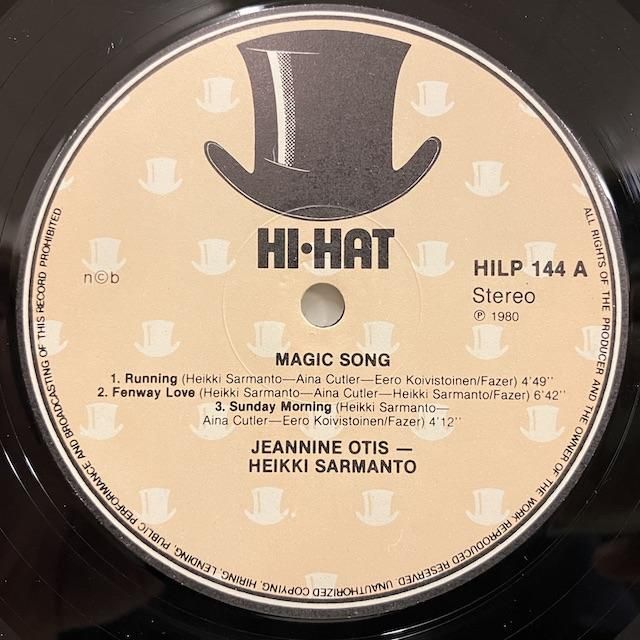 HI•HAT
n©b
HILP 144 A
Stereo
℗ 1980
MAGIC SONG
1. Running (Heikki Sarmanto—Aina Cutler—Eero Koivistoinen/Fazer) 4'49''
2. Fenway Love (Heikki Sarmanto—Aina Cutler—Heikki Sarmanto/Fazer) 6'42''
3. Sunday Morning (Heikki Sarmanto—
Aina Cutler—Eero Koivistoinen/Fazer) 4'12''
JEANNINE OTIS —
HEIKKI SARMANTO
ALL RIGHTS OF THE PRODUCER AND THE OWNER OF THE WORK REPRODUCED RESERVED. UNAUTHORIZED COPYING, HIRING, LENDING, PUBLIC PERFORMANCE AND BROADCASTING OF THIS RECORD PROHIBITED